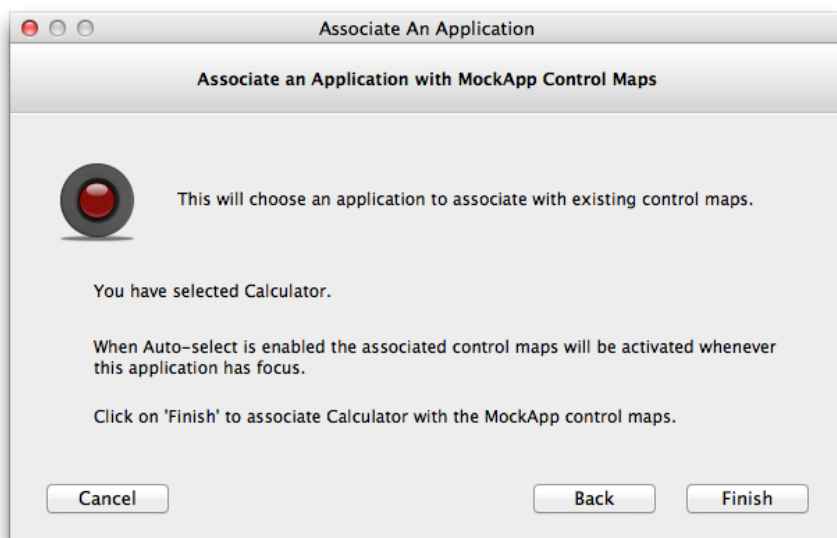 Associate An Application
Associate an Application with MockApp Control Maps
This will choose an application to associate with existing control maps.
You have selected Calculator.
When Auto-select is enabled the associated control maps will be activated whenever
this application has focus.
Click on 'Finish' to associate Calculator with the MockApp control maps.
Cancel
Back
Finish